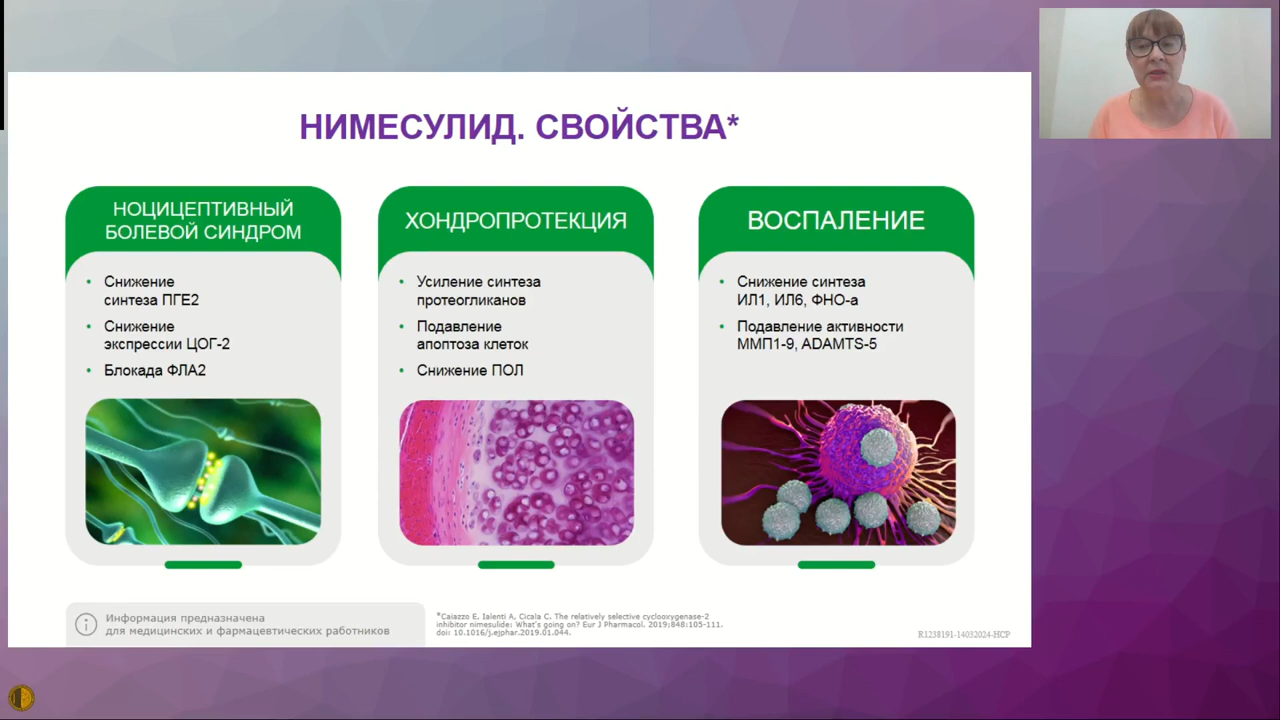 НИМЕСУЛИД. СВОЙСТВА*
НОЦИЦЕПТИВНЫЙ
БОЛЕВОЙ СИНДРОМ
• Снижение
синтеза ПГЕ2
• Снижение
экспрессии ЦОГ-2
• Блокада ФЛА2
ХОНДРОПРОТЕКЦИЯ
• Усиление синтеза
протеогликанов
• Подавление
апоптоза клеток
• Снижение ПОЛ
ВОСПАЛЕНИЕ
• Снижение синтеза
ИЛ1, ИЛ6, ФНО-а
• Подавление активности
ММП1-9, ADAMTS-5
Информация предназначена
для медицинских и фармацевтических работников
*Caiazzo E, Ialenti A, Cicala C. The relatively selective cyclooxygenase-2
inhibitor nimesulide: What's going on? Eur J Pharmacol. 2019;848:105-111.
doi: 10.1016/j.ejphar.2019.01.044.
R1238191-14032024-HCP